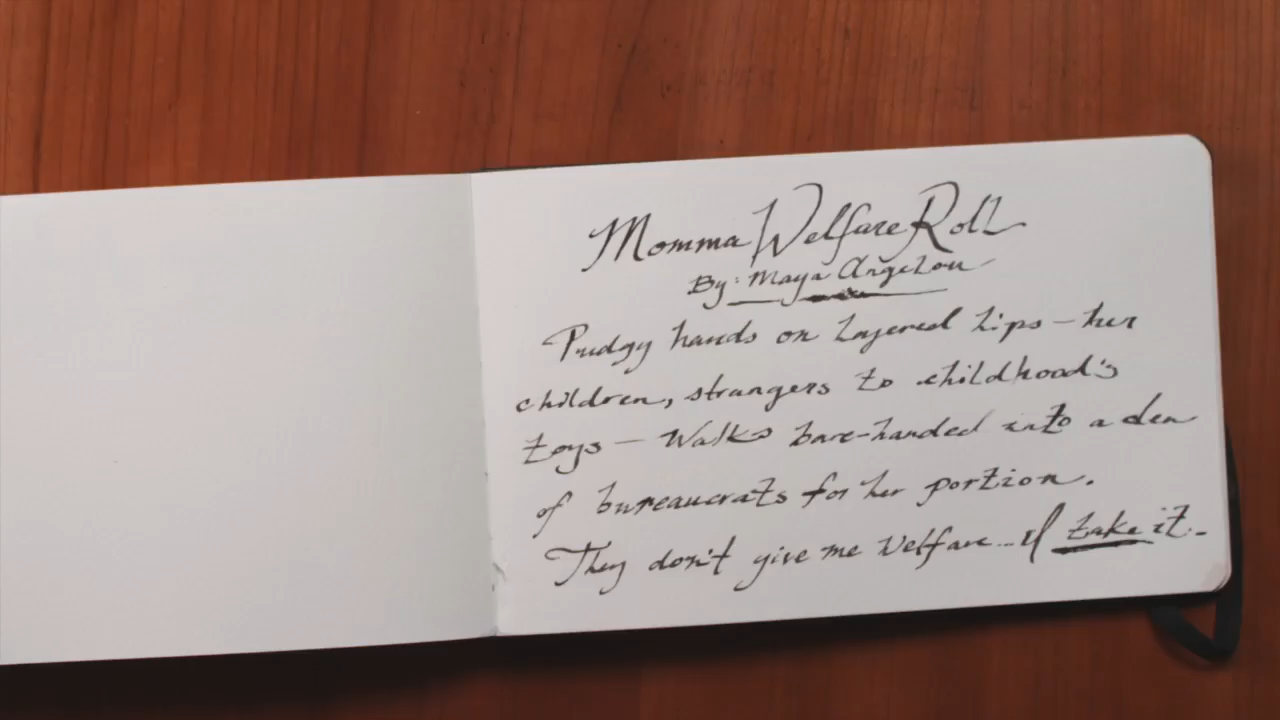 Momma Welfare Roll
By: Maya Angelou
Pudgy hands on layered hips – her
children, strangers to childhood's
toys – Walks bare-handed into a den
of bureaucrats for her portion.
They don't give me Welfare... I take it.